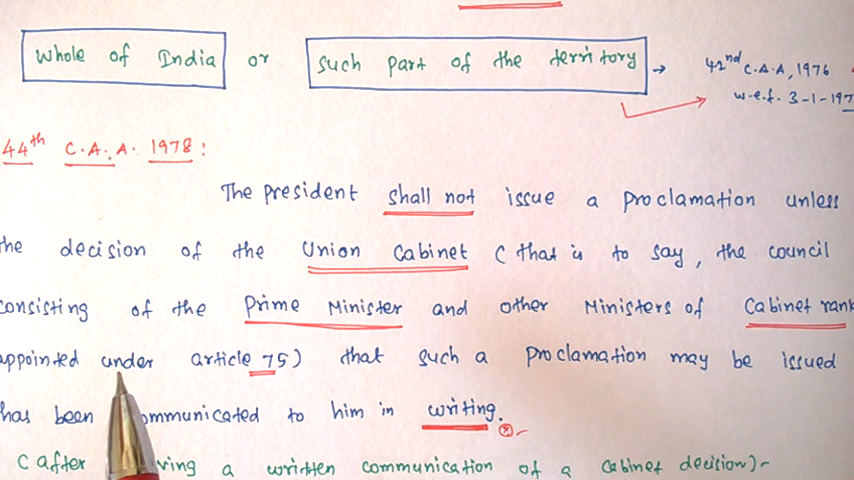 whole of India or such part of the territory → 42nd C.A.A, 1976
w.e.f. 3-1-197
44th C.A.A. 1978:
The president shall not issue a proclamation unless
the decision of the Union Cabinet (that is to say, the council
consisting of the Prime Minister and other Ministers of Cabinet rank
appointed under article 75) that such a proclamation may be issued
has been communicated to him in writing.
(after a written communication of a cabinet decision)-